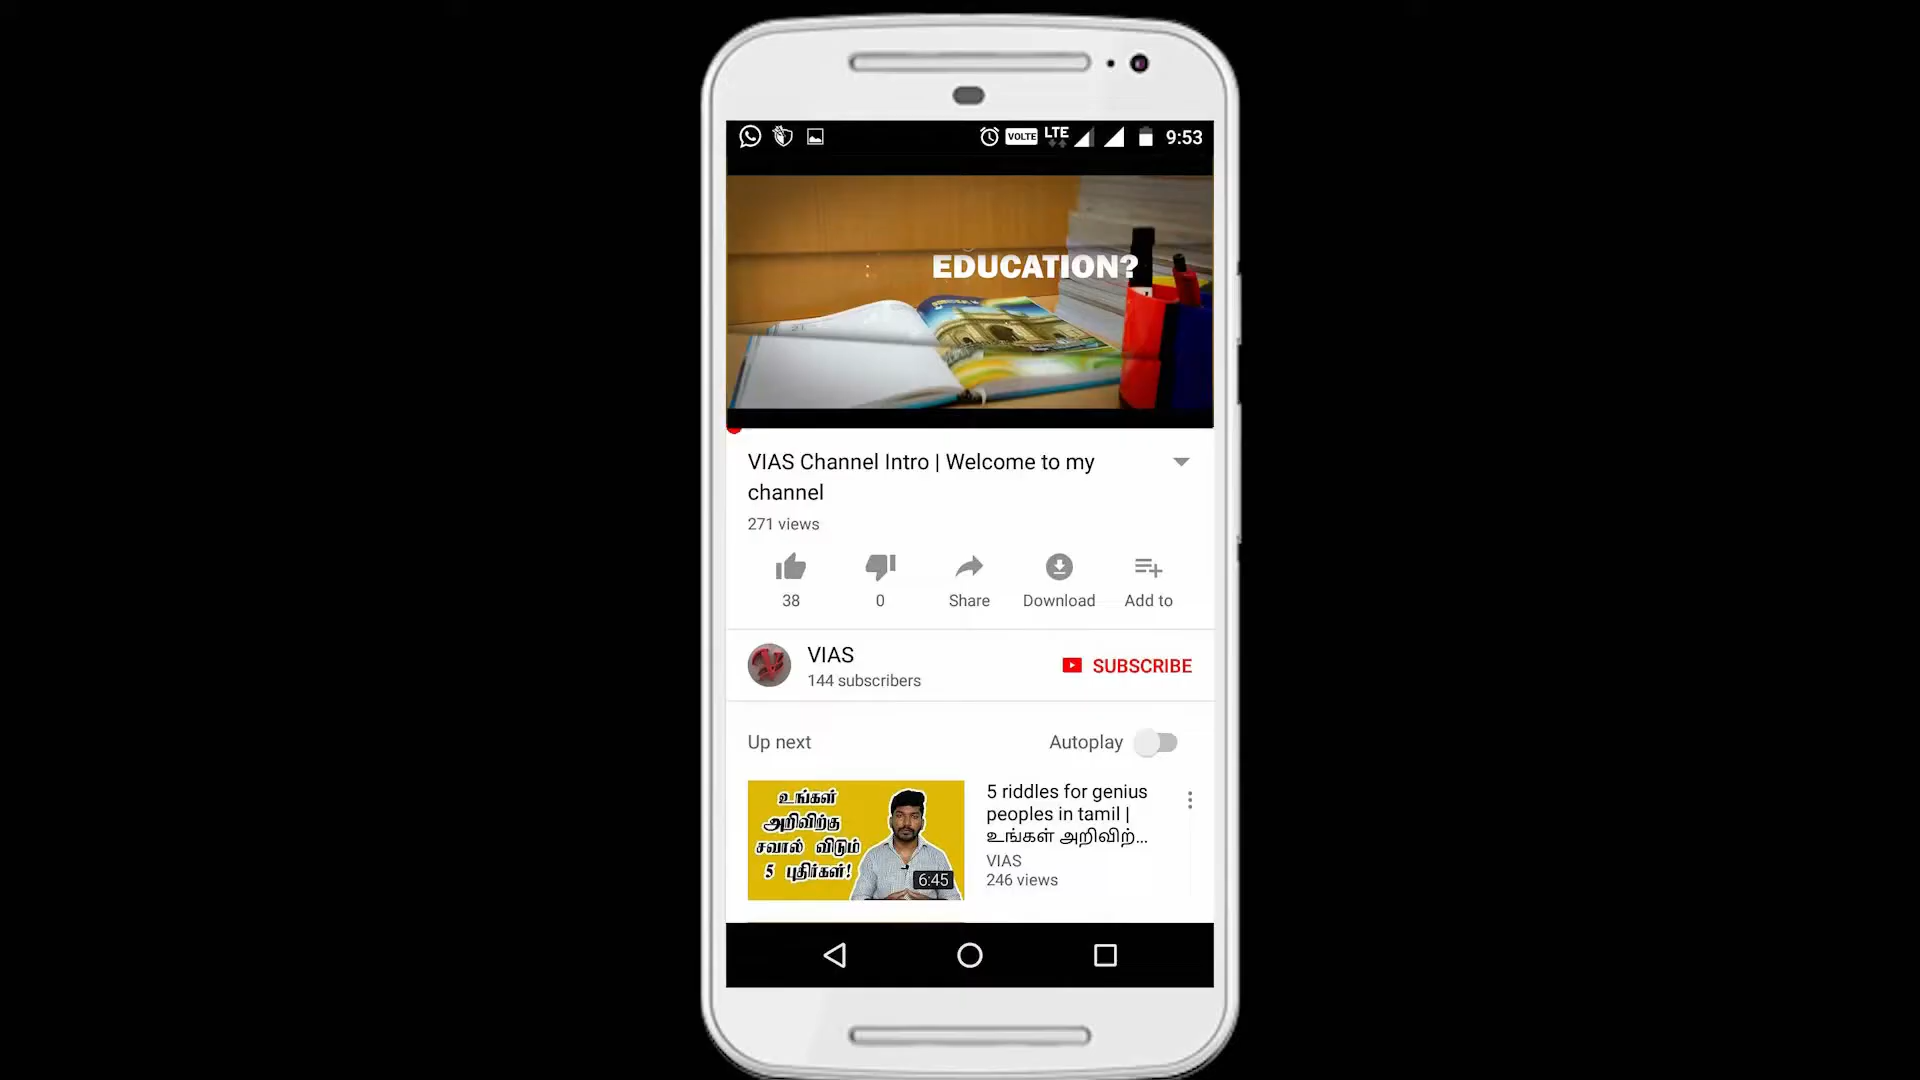 VOLTE LTE 9:53
EDUCATION?
VIAS Channel Intro | Welcome to my
channel
271 views
38 0 Share Download Add to
VIAS
144 subscribers
SUBSCRIBE
Up next Autoplay
உங்கள்
அறிவிற்கு
சவால் விடும்
5 புதிர்கள்!
6:45
5 riddles for genius
peoples in tamil |
உங்கள் அறிவிற்...
VIAS
246 views